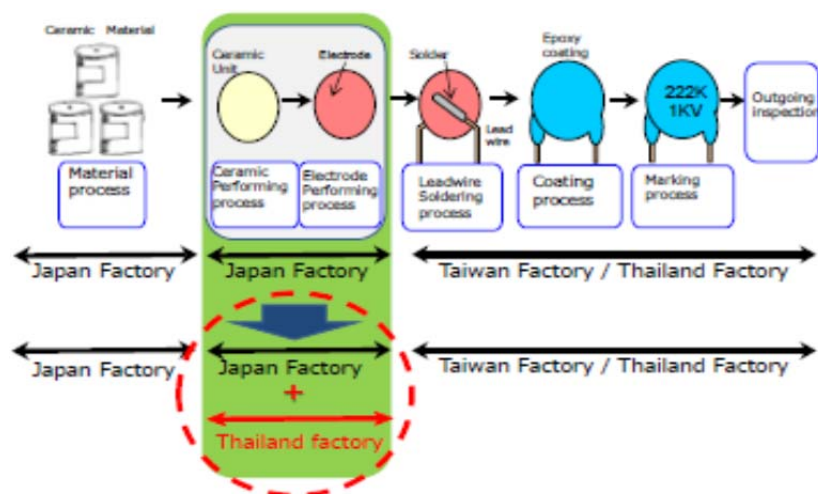 Ceramic Material
Ceramic
Unit
Electrode
Solder
Lead
wire
Epoxy
coating
222K
1KV
Outgoing
inspection
Material
process
Ceramic
Performing
process
Electrode
Performing
process
Leadwire
Soldering
process
Coating
process
Marking
process
Japan Factory
Japan Factory
Taiwan Factory / Thailand Factory
Japan Factory
Japan Factory
Taiwan Factory / Thailand Factory
+
Thailand factory